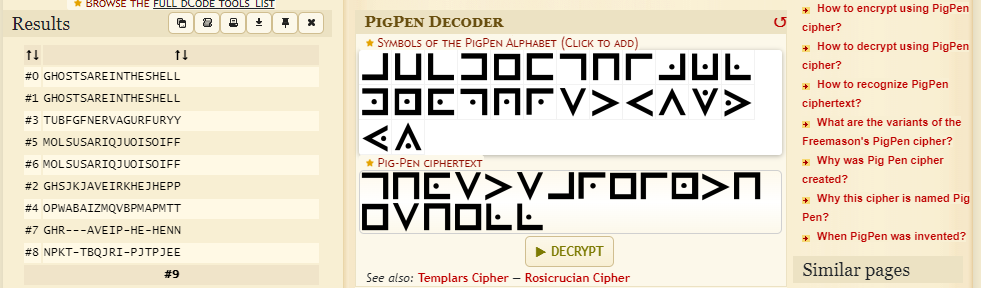 BROWSE THE FULL DCODE TOOLS' LIST
Results
↑↓ ↑↓
#0 GHOSTSAREINTHESHELL
#1 GHOSTSAREINTHESHELL
#3 TUBFGFNERVAGURFURYY
#5 MOLSUSARIQJUOISOIFF
#6 MOLSUSARIQJUOISOIFF
#2 GHSJKJAVEIRKHEJHEPP
#4 OPWABAIZMQVBPMAPMTT
#7 GHR---AVEIP-HE-HENN
#8 NPKT-TBQJRI-PJTPJEE
#9
PIGPEN DECODER
SYMBOLS OF THE PIGPEN ALPHABET (CLICK TO ADD)
PIG-PEN CIPHERTEXT
▶ DECRYPT
See also: Templars Cipher — Rosicrucian Cipher
How to encrypt using PigPen
cipher?
How to decrypt using PigPen
cipher?
How to recognize PigPen
ciphertext?
What are the variants of the
Freemason's PigPen cipher?
Why was Pig Pen cipher
created?
Why this cipher is named Pig
Pen?
When PigPen was invented?
Similar pages